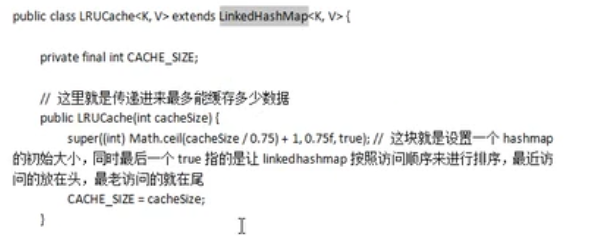 public class LRUCache<K, V> extends LinkedHashMap<K, V> {
private final int CACHE_SIZE;
// 这里就是传递进来最多能缓存多少数据
public LRUCache(int cacheSize) {
super((int) Math.ceil(cacheSize / 0.75) + 1, 0.75f, true); // 这块就是设置一个 hashmap
的初始大小，同时最后一个 true 指的是让 linkedhashmap 按照访问顺序来进行排序，最近访
问的放在头，最老访问的就在尾
CACHE_SIZE = cacheSize;
}